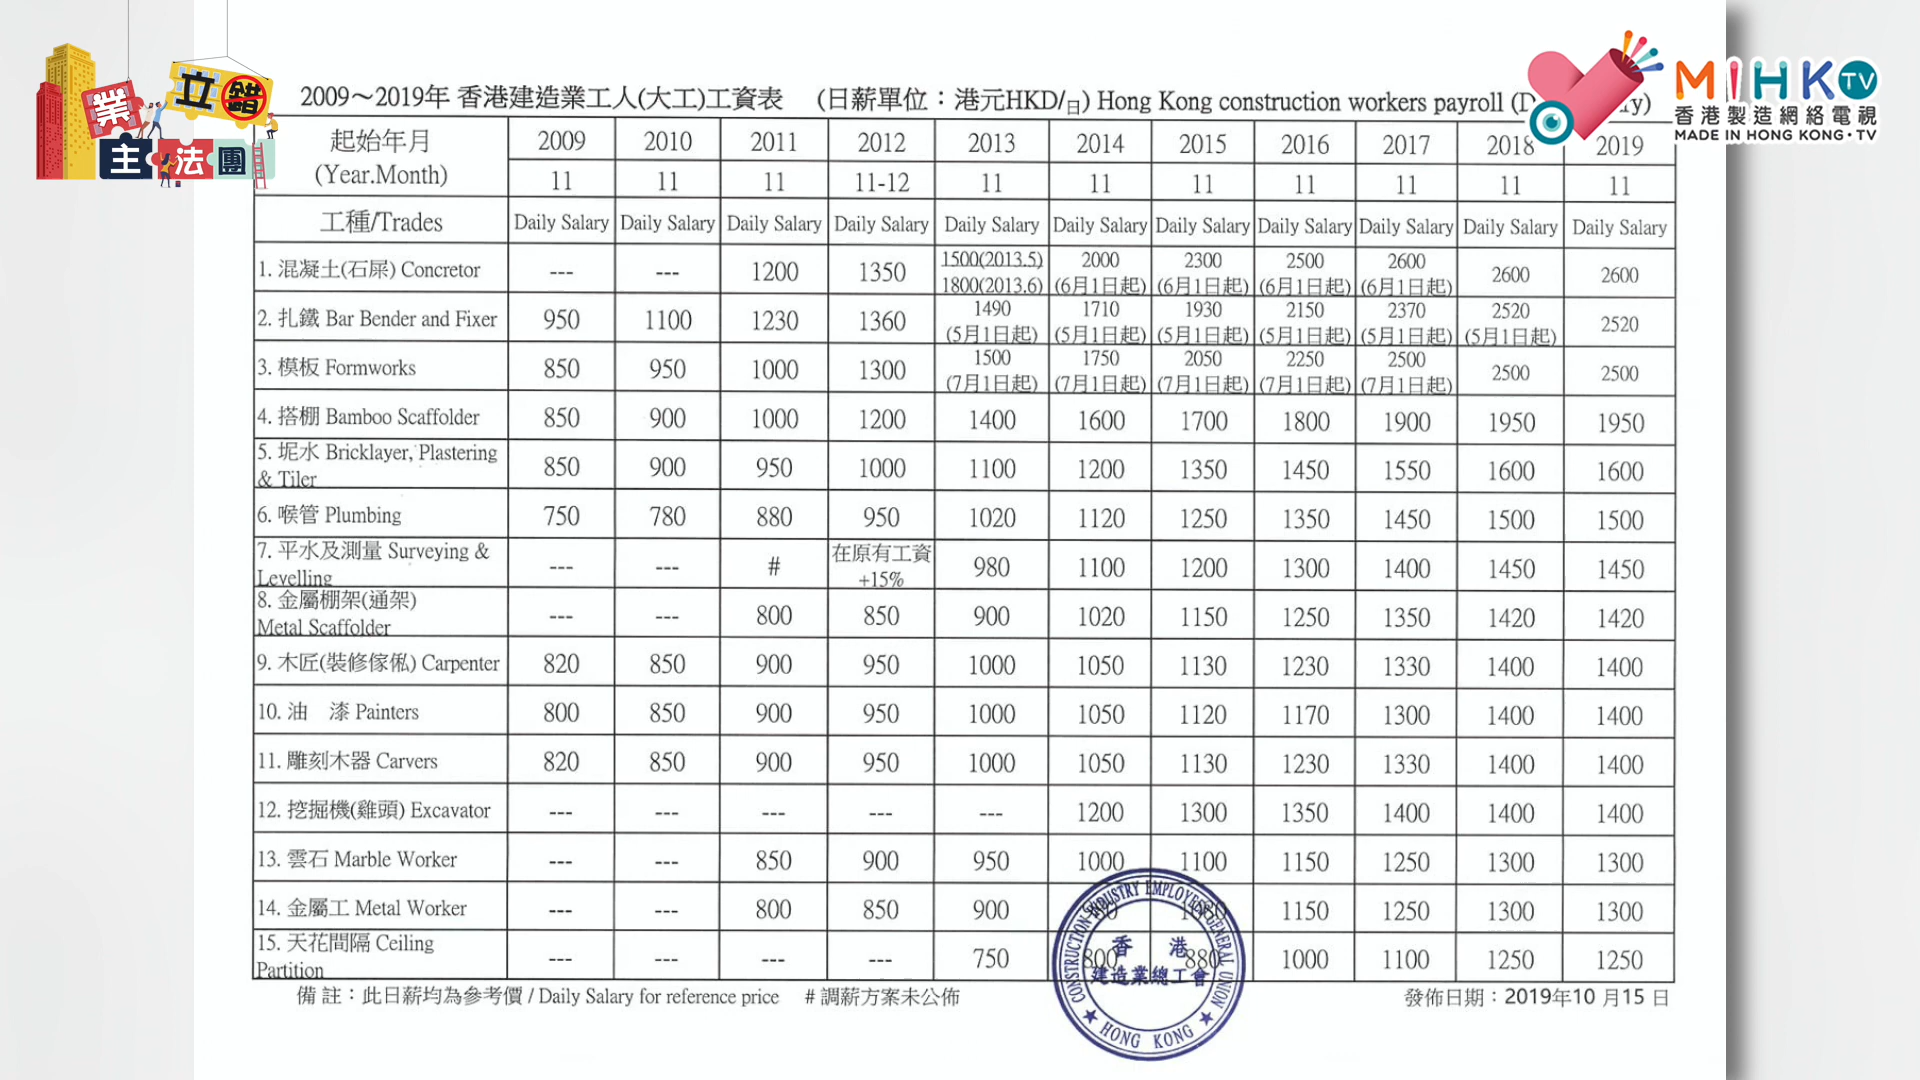 業立錯
主法團
MIHK TV
香港製造網絡電視
MADE IN HONG KONG・TV
2009～2019年 香港建造業工人(大工)工資表 (日薪單位：港元HKD/日) Hong Kong construction workers payroll
起始年月 (Year.Month) 2009 2010 2011 2012 2013 2014 2015 2016 2017 2018 2019
11 11 11 11-12 11 11 11 11 11 11 11
工種/Trades Daily Salary Daily Salary Daily Salary Daily Salary Daily Salary Daily Salary Daily Salary Daily Salary Daily Salary Daily Salary Daily Salary
1. 混凝土(石屎) Concretor --- --- 1200 1350 1500(2013.5) 1800(2013.6) 2000 (6月1日起) 2300 (6月1日起) 2500 (6月1日起) 2600 (6月1日起) 2600 2600
2. 扎鐵 Bar Bender and Fixer 950 1100 1230 1360 1490 (5月1日起) 1710 (5月1日起) 1930 (5月1日起) 2150 (5月1日起) 2370 (5月1日起) 2520 (5月1日起) 2520
3. 模板 Formworks 850 950 1000 1300 1500 (7月1日起) 1750 (7月1日起) 2050 (7月1日起) 2250 (7月1日起) 2500 (7月1日起) 2500 2500
4. 搭棚 Bamboo Scaffolder 850 900 1000 1200 1400 1600 1700 1800 1900 1950 1950
5. 坭水 Bricklayer, Plastering & Tiler 850 900 950 1000 1100 1200 1350 1450 1550 1600 1600
6. 喉管 Plumbing 750 780 880 950 1020 1120 1250 1350 1450 1500 1500
7. 平水及測量 Surveying & Levelling --- --- # 在原有工資+15% 980 1100 1200 1300 1400 1450 1450
8. 金屬棚架(通架) Metal Scaffolder --- --- 800 850 900 1020 1150 1250 1350 1420 1420
9. 木匠(裝修傢俬) Carpenter 820 850 900 950 1000 1050 1130 1230 1330 1400 1400
10. 油　漆 Painters 800 850 900 950 1000 1050 1120 1170 1300 1400 1400
11. 雕刻木器 Carvers 820 850 900 950 1000 1050 1130 1230 1330 1400 1400
12. 挖掘機(雞頭) Excavator --- --- --- --- --- 1200 1300 1350 1400 1400 1400
13. 雲石 Marble Worker --- --- 850 900 950 1000 1100 1150 1250 1300 1300
14. 金屬工 Metal Worker --- --- 800 850 900 1150 1250 1300 1300
15. 天花間隔 Ceiling Partition --- --- --- --- 750 800 880 1000 1100 1250 1250
備 註：此日薪均為參考價 / Daily Salary for reference price # 調薪方案未公佈
發佈日期：2019年10 月15 日
CONSTRUCTION INDUSTRY EMPLOYEES GENERAL UNION
香港
建造業總工會
★ HONG KONG ★